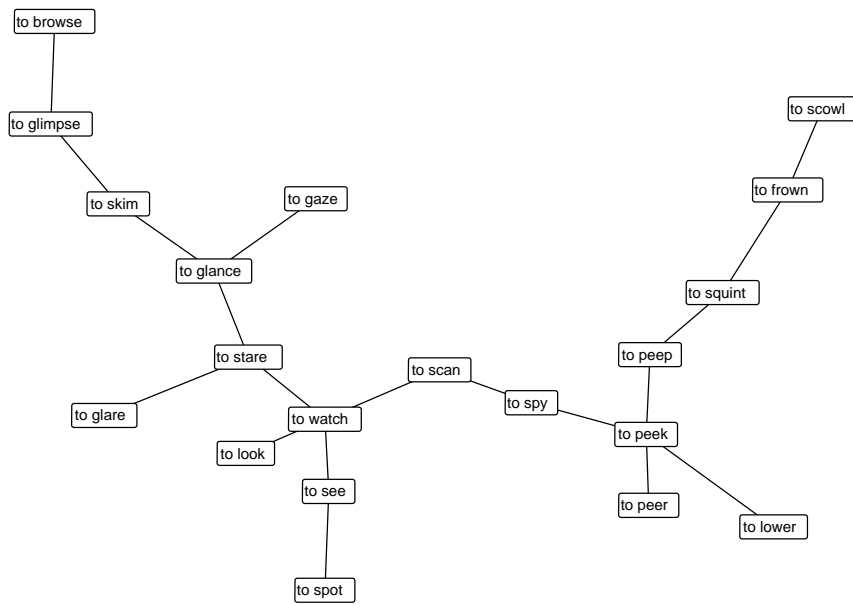 to browse
to scowl
to glimpse
to frown
to gaze
to skim
to glance
to squint
to peep
to stare
to scan
to spy
to glare
to watch
to peek
to look
to see
to peer
to lower
to spot